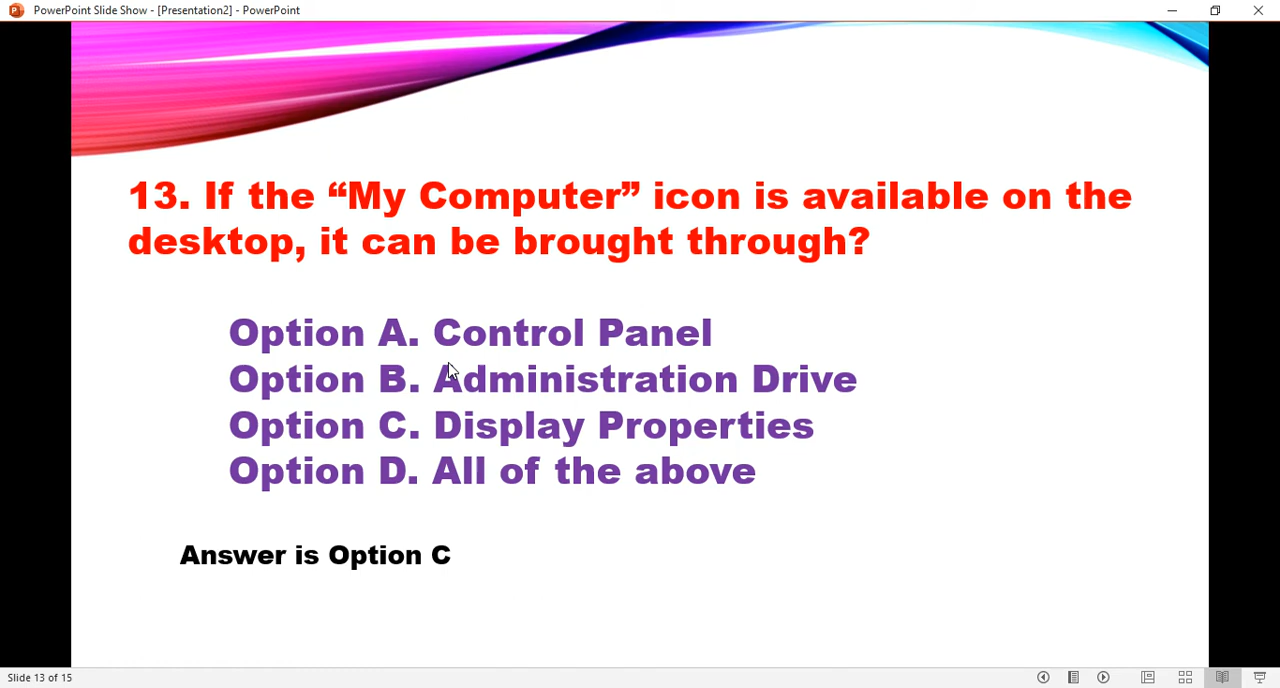 PowerPoint Slide Show - [Presentation2] - PowerPoint
13. If the “My Computer” icon is available on the
desktop, it can be brought through?
Option A. Control Panel
Option B. Administration Drive
Option C. Display Properties
Option D. All of the above
Answer is Option C
Slide 13 of 15